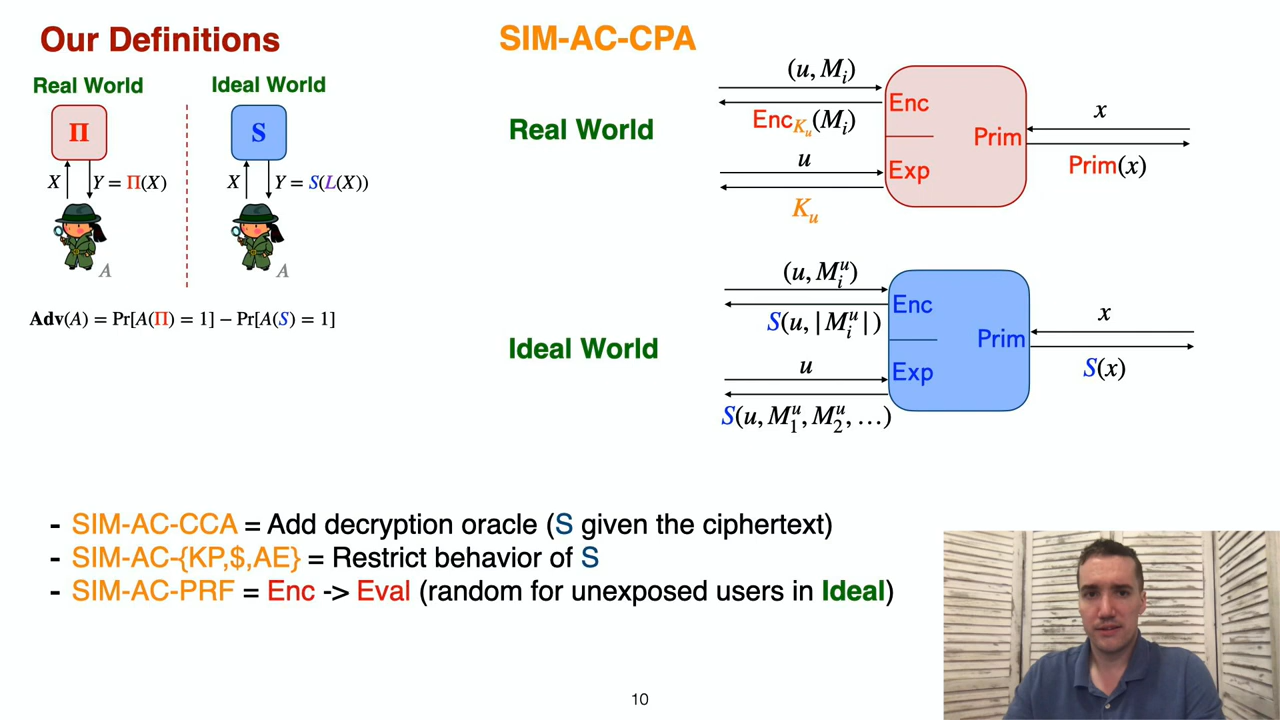 Our Definitions
Real World
Ideal World
Π
S
X
Y = Π(X)
X
Y = S(L(X))
A
A
Adv(A) = Pr[A(Π) = 1] − Pr[A(S) = 1]
SIM-AC-CPA
Real World
(u, M_i)
Enc_{K_u}(M_i)
u
K_u
Enc
Exp
Prim
x
Prim(x)
Ideal World
(u, M_i^u)
S(u, |M_i^u|)
u
S(u, M_1^u, M_2^u, …)
Enc
Exp
Prim
x
S(x)
- SIM-AC-CCA = Add decryption oracle (S given the ciphertext)
- SIM-AC-{KP,$,AE} = Restrict behavior of S
- SIM-AC-PRF = Enc -> Eval (random for unexposed users in Ideal)
10